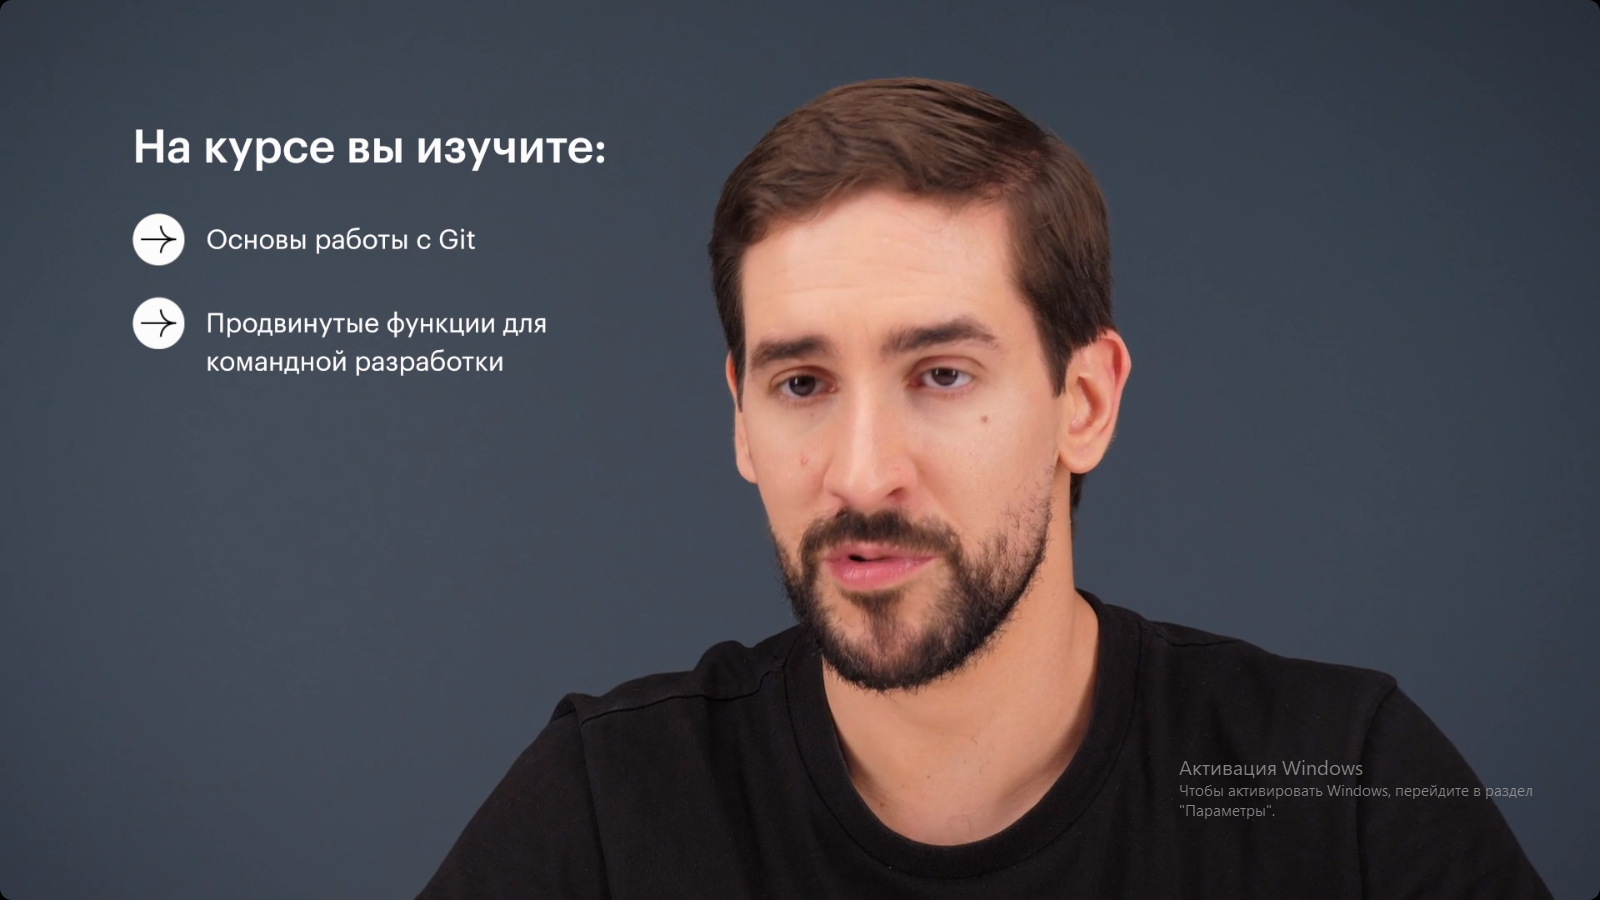 На курсе вы изучите:
Основы работы с Git
Продвинутые функции для
командной разработки
Активация Windows
Чтобы активировать Windows, перейдите в раздел
"Параметры".